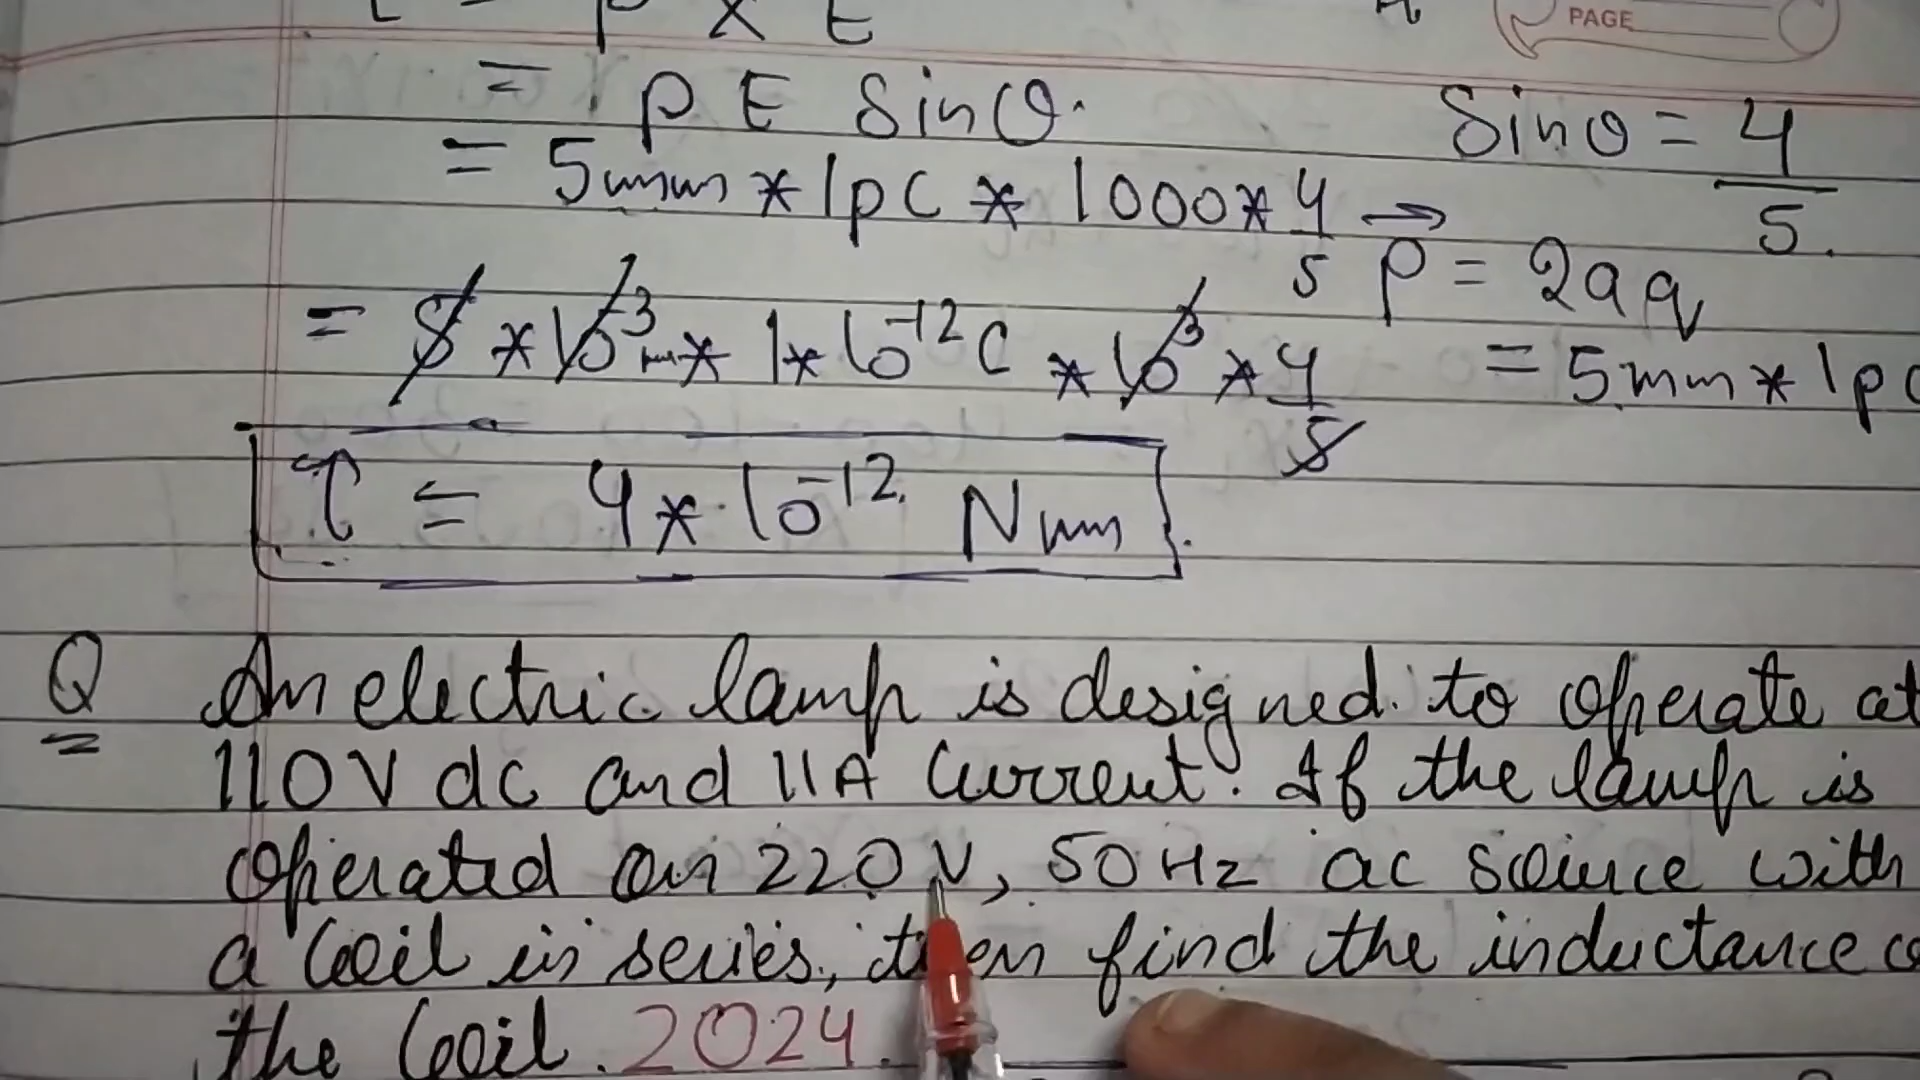 PAGE
= p E Sinθ.
Sinθ = 4/5.
= 5mm * 1pC * 1000 * 4/5
p⃗ = 2aq
= 5 * 10⁻³m * 1 * 10⁻¹²C * 10³ * 4/5
= 5mm * 1p
τ = 4 * 10⁻¹² Nm
Q An electric lamp is designed to operate at
110V dc and 11A current. If the lamp is
operated on 220V, 50Hz ac source with
a coil in series, then find the inductance
the coil. 2024.